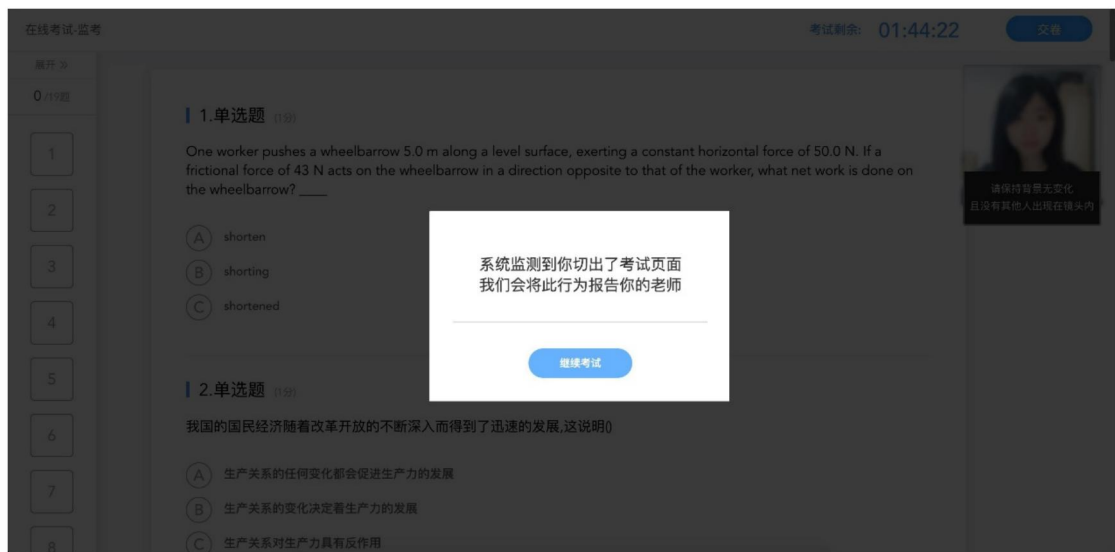 在线考试-监考
考试剩余: 01:44:22
交卷
展开 »
0/19题
1
2
3
4
5
6
7
8
1.单选题 (1分)
One worker pushes a wheelbarrow 5.0 m along a level surface, exerting a constant horizontal force of 50.0 N. If a
frictional force of 43 N acts on the wheelbarrow in a direction opposite to that of the worker, what net work is done on
the wheelbarrow? ____
A shorten
B shorting
C shortened
请保持背景无变化
且没有其他人出现在镜头内
系统监测到你切出了考试页面
我们会将此行为报告你的老师
继续考试
2.单选题 (1分)
我国的国民经济随着改革开放的不断深入而得到了迅速的发展,这说明()
A 生产关系的任何变化都会促进生产力的发展
B 生产关系的变化决定着生产力的发展
C 生产关系对生产力具有反作用